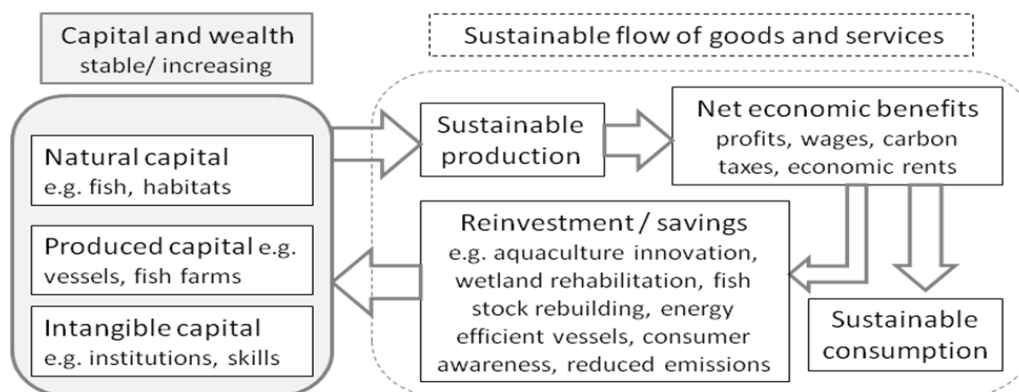 Capital and wealth
stable/ increasing
Sustainable flow of goods and services
Natural capital
e.g. fish, habitats
Produced capital e.g.
vessels, fish farms
Intangible capital
e.g. institutions, skills
Sustainable
production
Net economic benefits
profits, wages, carbon
taxes, economic rents
Reinvestment / savings
e.g. aquaculture innovation,
wetland rehabilitation, fish
stock rebuilding, energy
efficient vessels, consumer
awareness, reduced emissions
Sustainable
consumption